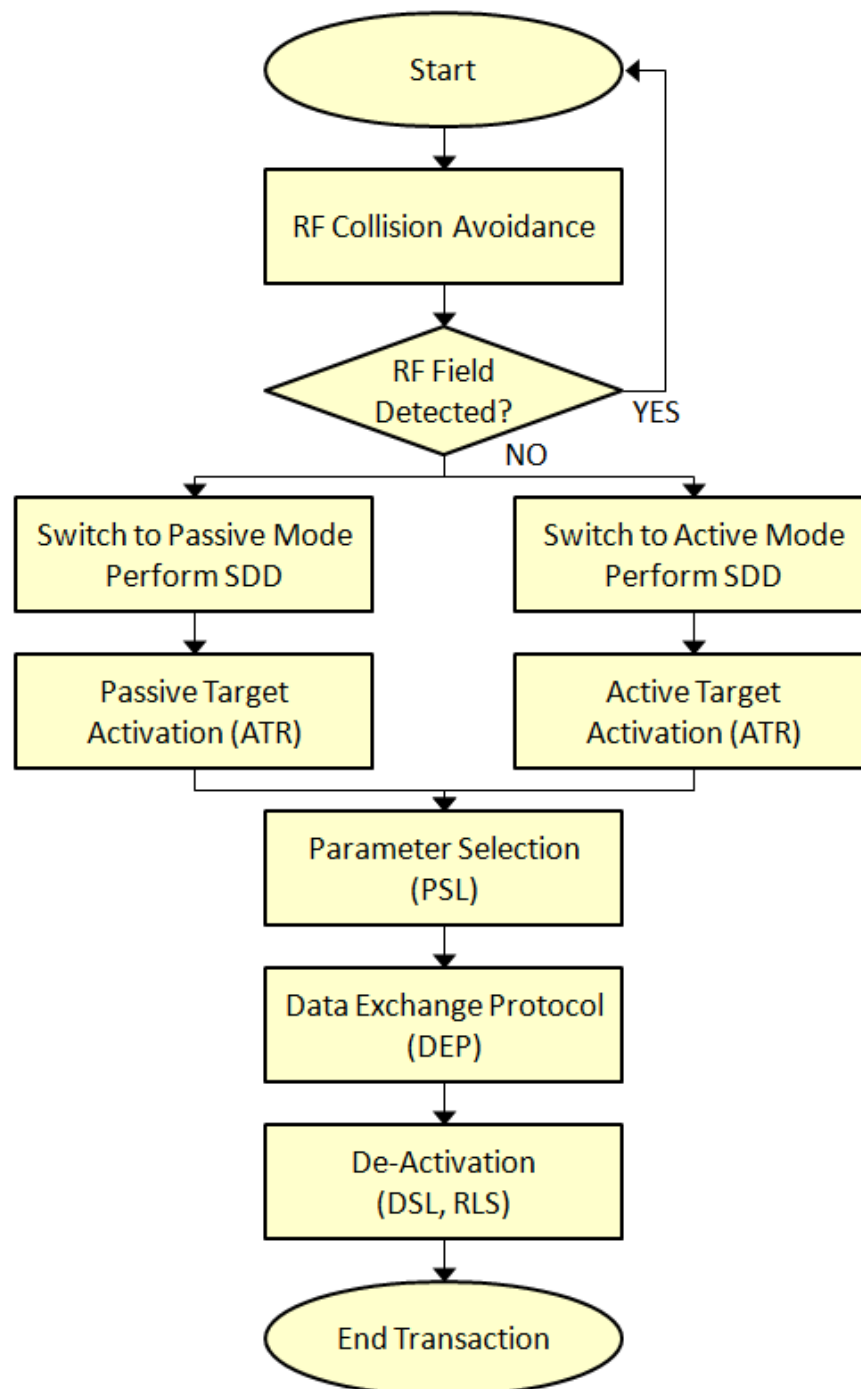 Start
RF Collision Avoidance
RF Field
Detected?
YES
NO
Switch to Passive Mode
Perform SDD
Switch to Active Mode
Perform SDD
Passive Target
Activation (ATR)
Active Target
Activation (ATR)
Parameter Selection
(PSL)
Data Exchange Protocol
(DEP)
De-Activation
(DSL, RLS)
End Transaction